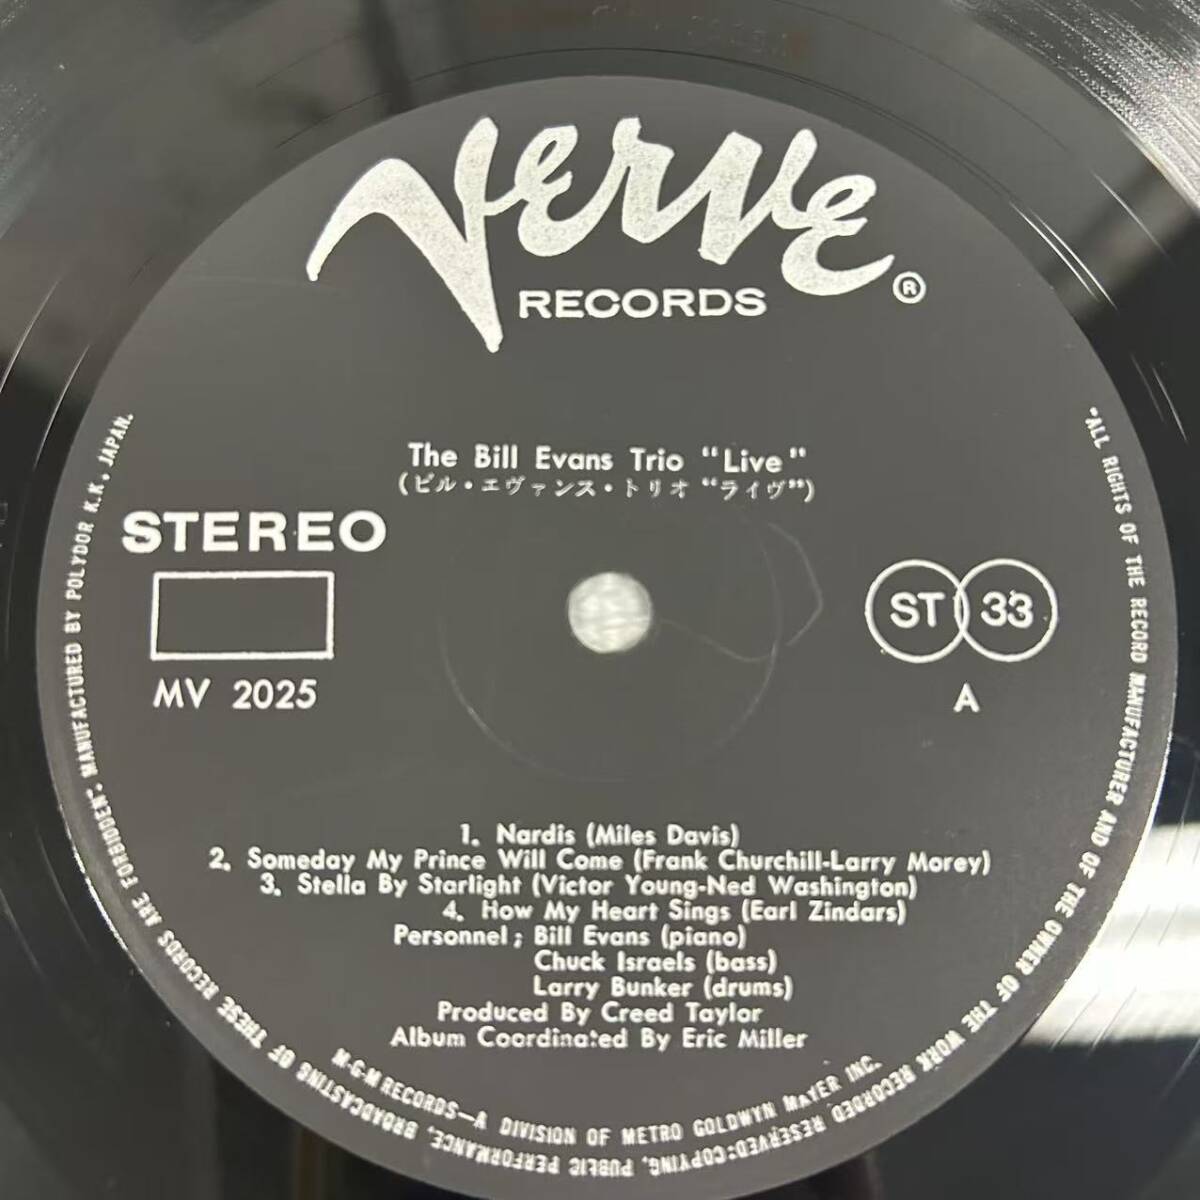 Verve
RECORDS ®
The Bill Evans Trio “Live”
(ビル・エヴァンス・トリオ “ライヴ”)
STEREO
MV 2025
ST 33
A
1. Nardis (Miles Davis)
2. Someday My Prince Will Come (Frank Churchill-Larry Morey)
3. Stella By Starlight (Victor Young-Ned Washington)
4. How My Heart Sings (Earl Zindars)
Personnel; Bill Evans (piano)
Chuck Israels (bass)
Larry Bunker (drums)
Produced By Creed Taylor
Album Coordinated By Eric Miller
M-G-M RECORDS—A DIVISION OF METRO GOLDWYN MAYER INC.
"ALL RIGHTS OF THE RECORD MANUFACTURER AND OF THE OWNER OF THE WORK RECORDED RESERVED: COPYING, PUBLIC PERFORMANCE, BROADCASTING OF THESE RECORDS ARE FORBIDDEN": MANUFACTURED BY POLYDOR K.K. JAPAN.